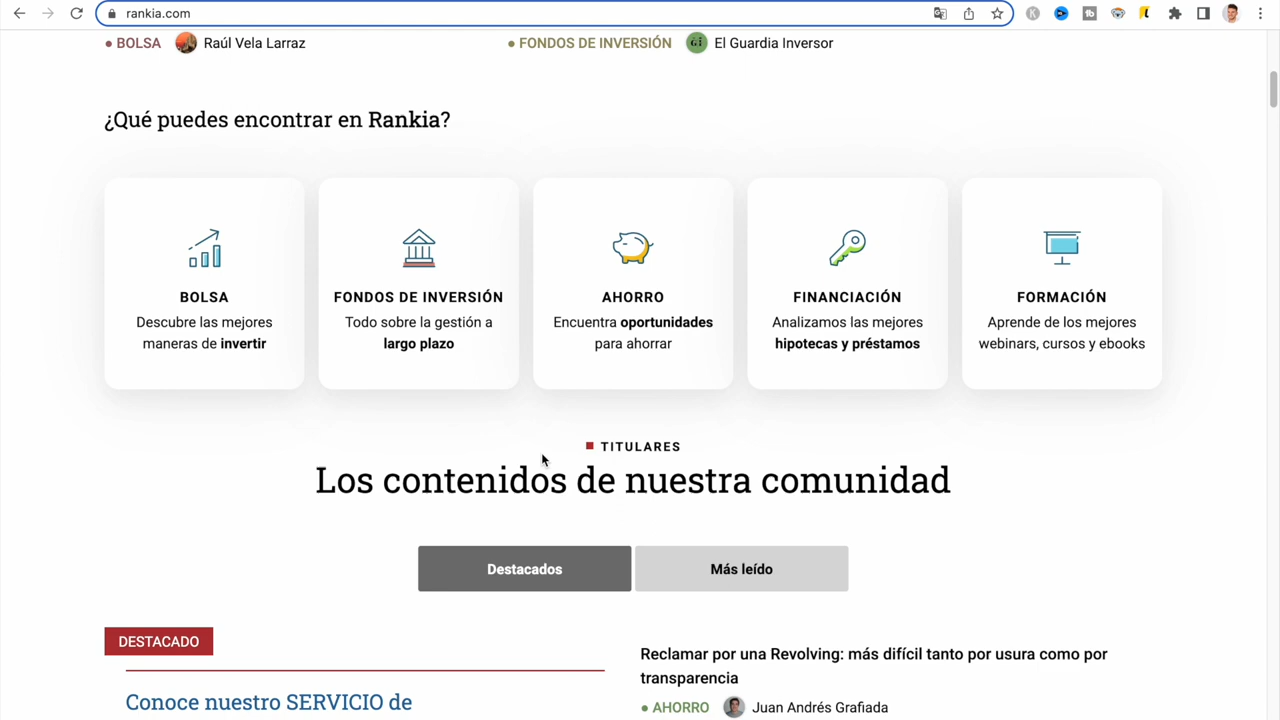 rankia.com
BOLSA Raúl Vela Larraz
FONDOS DE INVERSIÓN El Guardia Inversor
¿Qué puedes encontrar en Rankia?
BOLSA
Descubre las mejores
maneras de invertir
FONDOS DE INVERSIÓN
Todo sobre la gestión a
largo plazo
AHORRO
Encuentra oportunidades
para ahorrar
FINANCIACIÓN
Analizamos las mejores
hipotecas y préstamos
FORMACIÓN
Aprende de los mejores
webinars, cursos y ebooks
TITULARES
Los contenidos de nuestra comunidad
Destacados
Más leído
DESTACADO
Conoce nuestro SERVICIO de
Reclamar por una Revolving: más difícil tanto por usura como por
transparencia
AHORRO Juan Andrés Grafiada